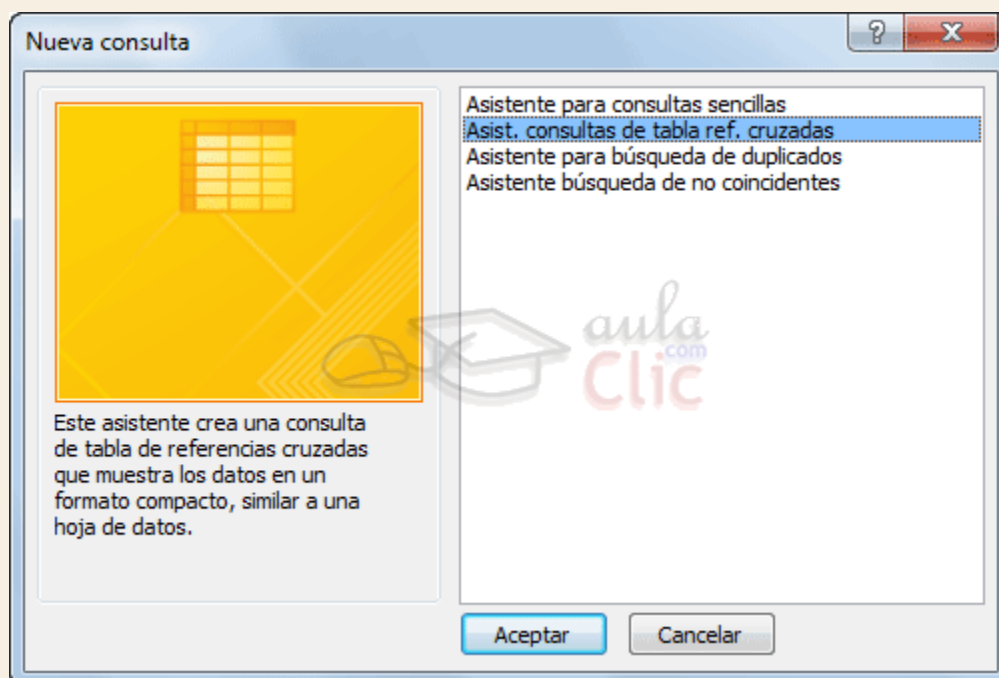 Nueva consulta
Asistente para consultas sencillas
Asist. consultas de tabla ref. cruzadas
Asistente para búsqueda de duplicados
Asistente búsqueda de no coincidentes
aula
.com
Clic
Este asistente crea una consulta
de tabla de referencias cruzadas
que muestra los datos en un
formato compacto, similar a una
hoja de datos.
Aceptar
Cancelar